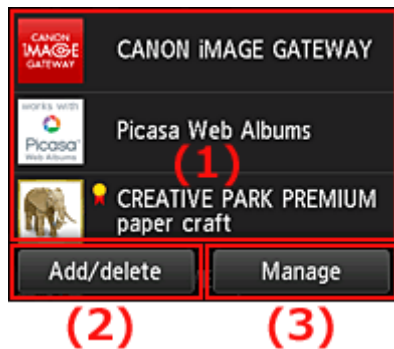 CANON
iMAGE
GATEWAY
CANON iMAGE GATEWAY
works with
Picasa
Web Albums
Picasa Web Albums
(1)
CREATIVE PARK PREMIUM
paper craft
Add/delete
Manage
(2)
(3)